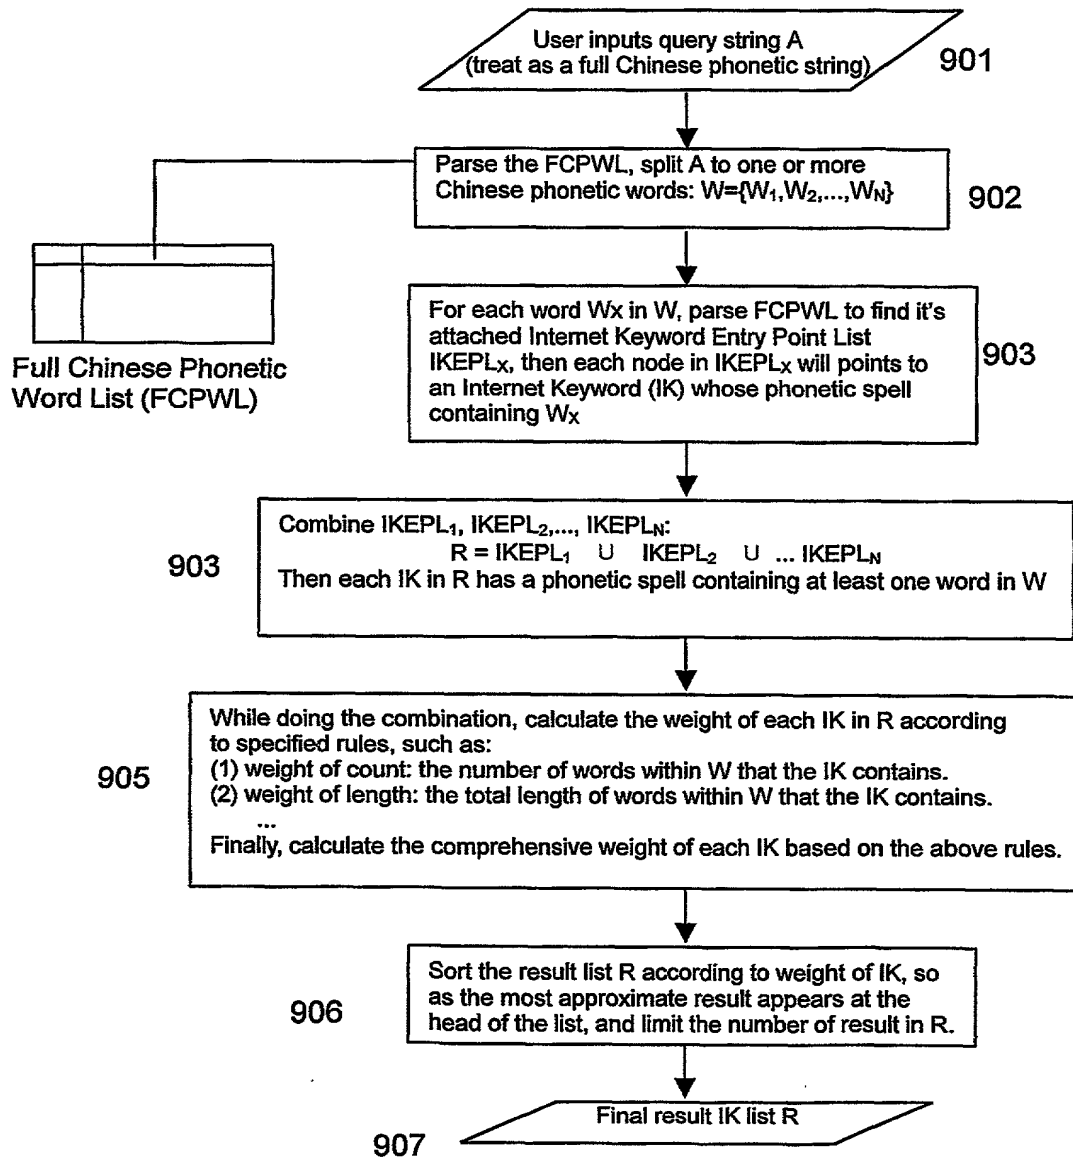 User inputs query string A
(treat as a full Chinese phonetic string)
901
Parse the FCPWL, split A to one or more
Chinese phonetic words: W={W1,W2,...,WN}
902
Full Chinese Phonetic
Word List (FCPWL)
For each word Wx in W, parse FCPWL to find it's
attached Internet Keyword Entry Point List
IKEPLX, then each node in IKEPLX will points to
an Internet Keyword (IK) whose phonetic spell
containing WX
903
Combine IKEPL1, IKEPL2,..., IKEPLN:
R = IKEPL1 U IKEPL2 U ... IKEPLN
Then each IK in R has a phonetic spell containing at least one word in W
903
While doing the combination, calculate the weight of each IK in R according
to specified rules, such as:
(1) weight of count: the number of words within W that the IK contains.
(2) weight of length: the total length of words within W that the IK contains.
...
Finally, calculate the comprehensive weight of each IK based on the above rules.
905
Sort the result list R according to weight of IK, so
as the most approximate result appears at the
head of the list, and limit the number of result in R.
906
Final result IK list R
907